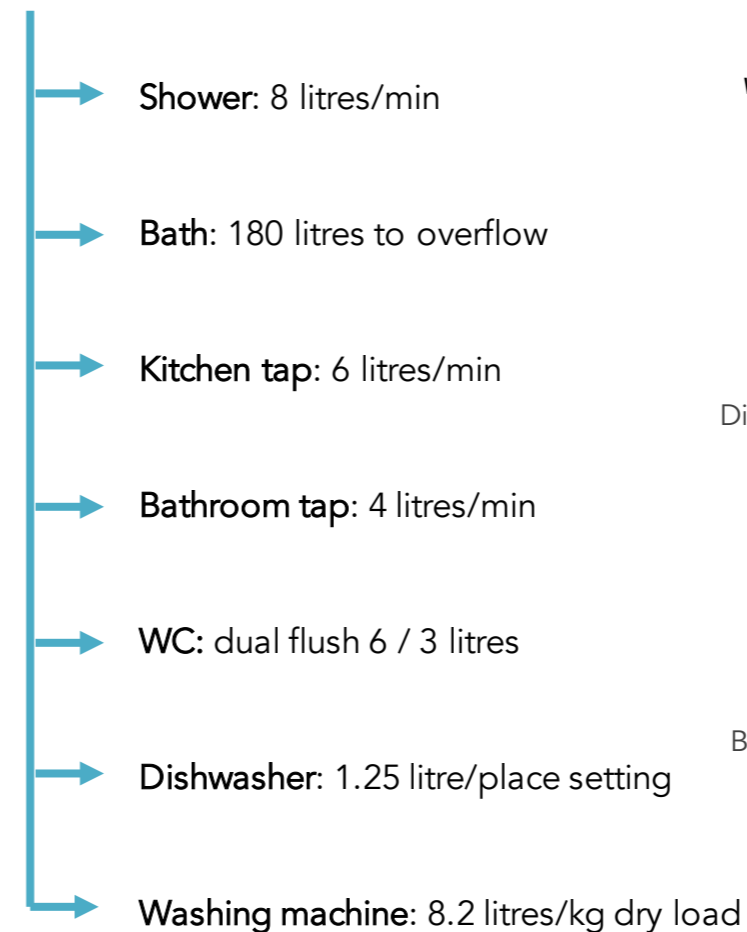 Shower: 8 litres/min
Bath: 180 litres to overflow
Kitchen tap: 6 litres/min
Di
Bathroom tap: 4 litres/min
WC: dual flush 6 / 3 litres
B
Dishwasher: 1.25 litre/place setting
Washing machine: 8.2 litres/kg dry load